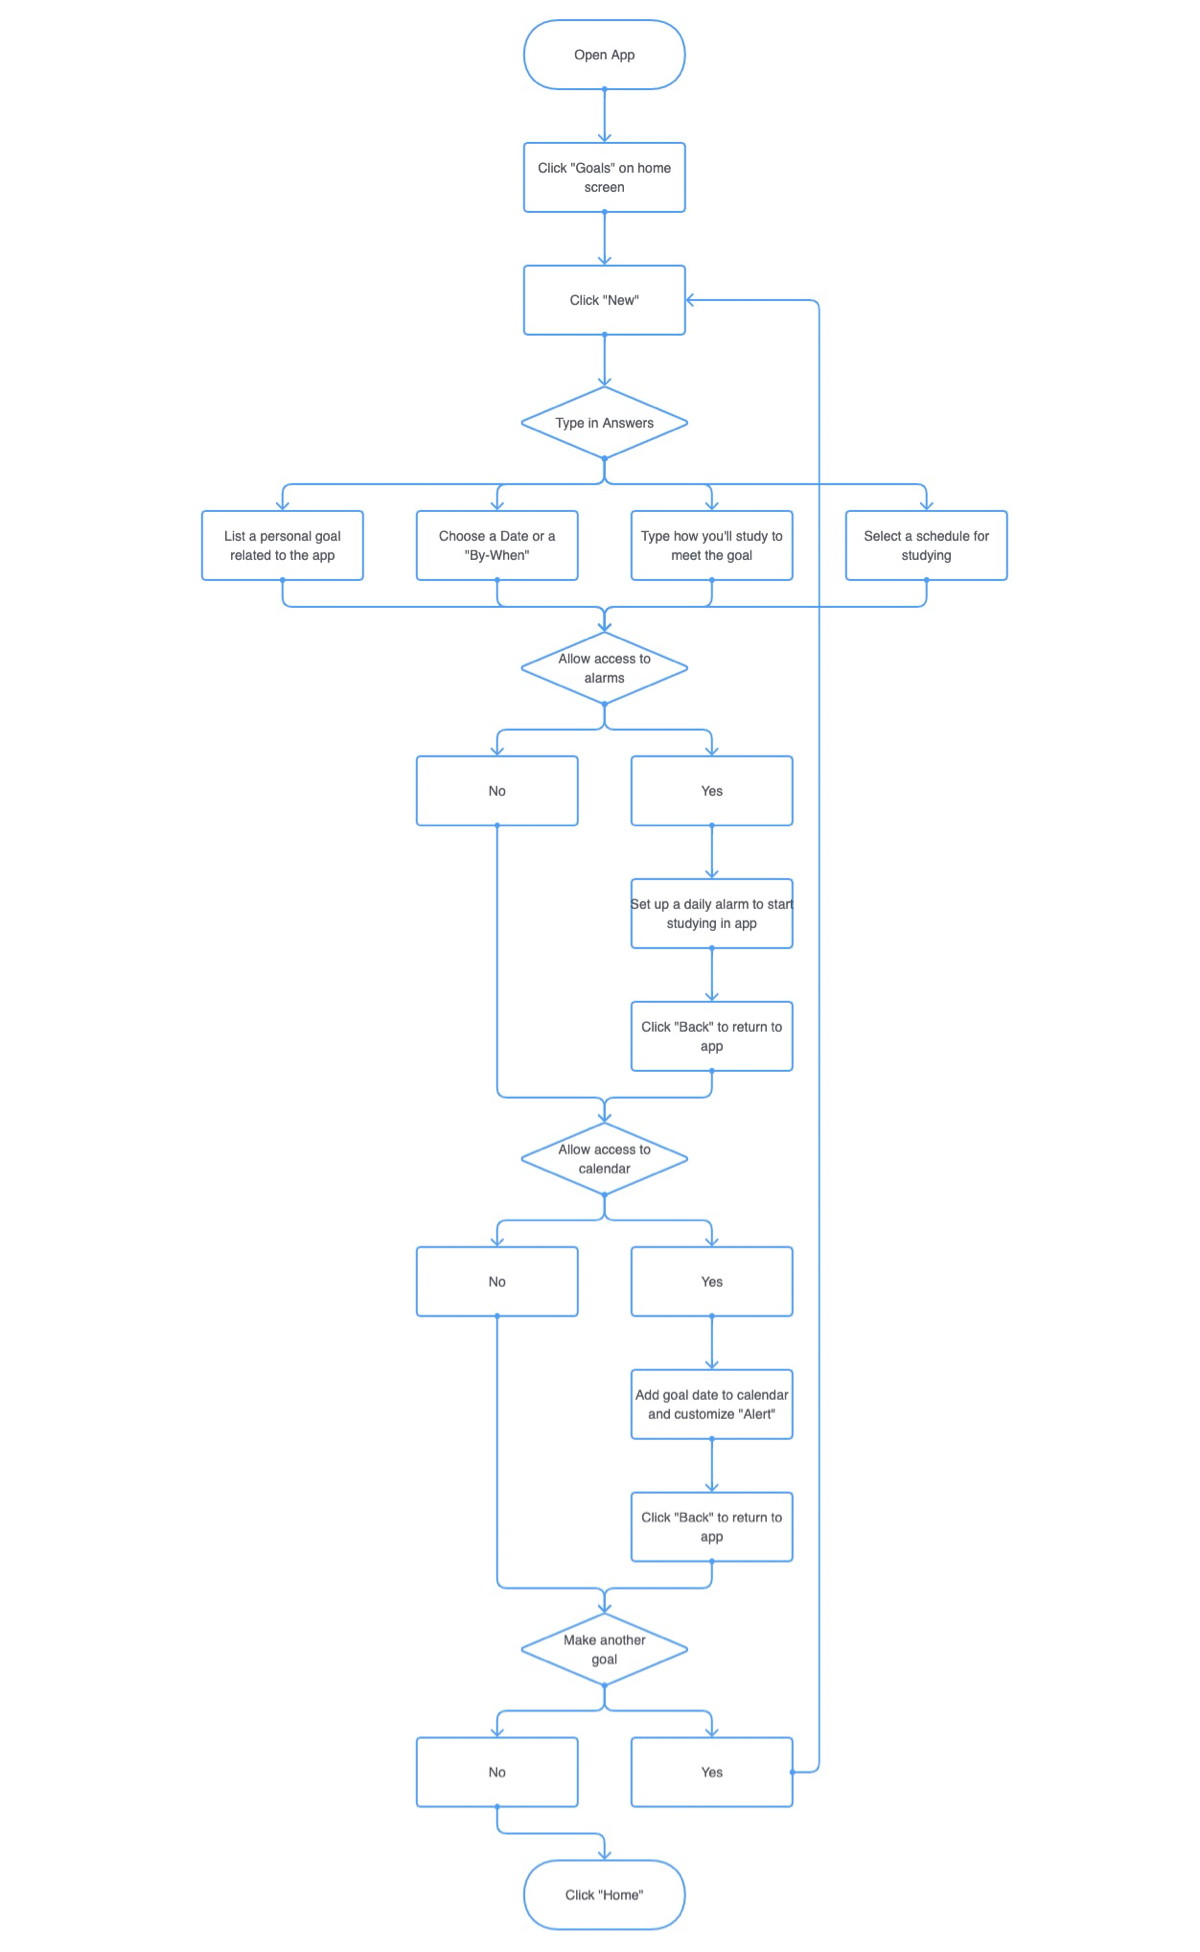 Open App
Click "Goals" on home
screen
Click "New"
Type in Answers
List a personal goal
related to the app
Choose a Date or a
"By-When"
Type how you'll study to
meet the goal
Select a schedule for
studying
Allow access to
alarms
No
Yes
Set up a daily alarm to start
studying in app
Click "Back" to return to
app
Allow access to
calendar
No
Yes
Add goal date to calendar
and customize "Alert"
Click "Back" to return to
app
Make another
goal
No
Yes
Click "Home"